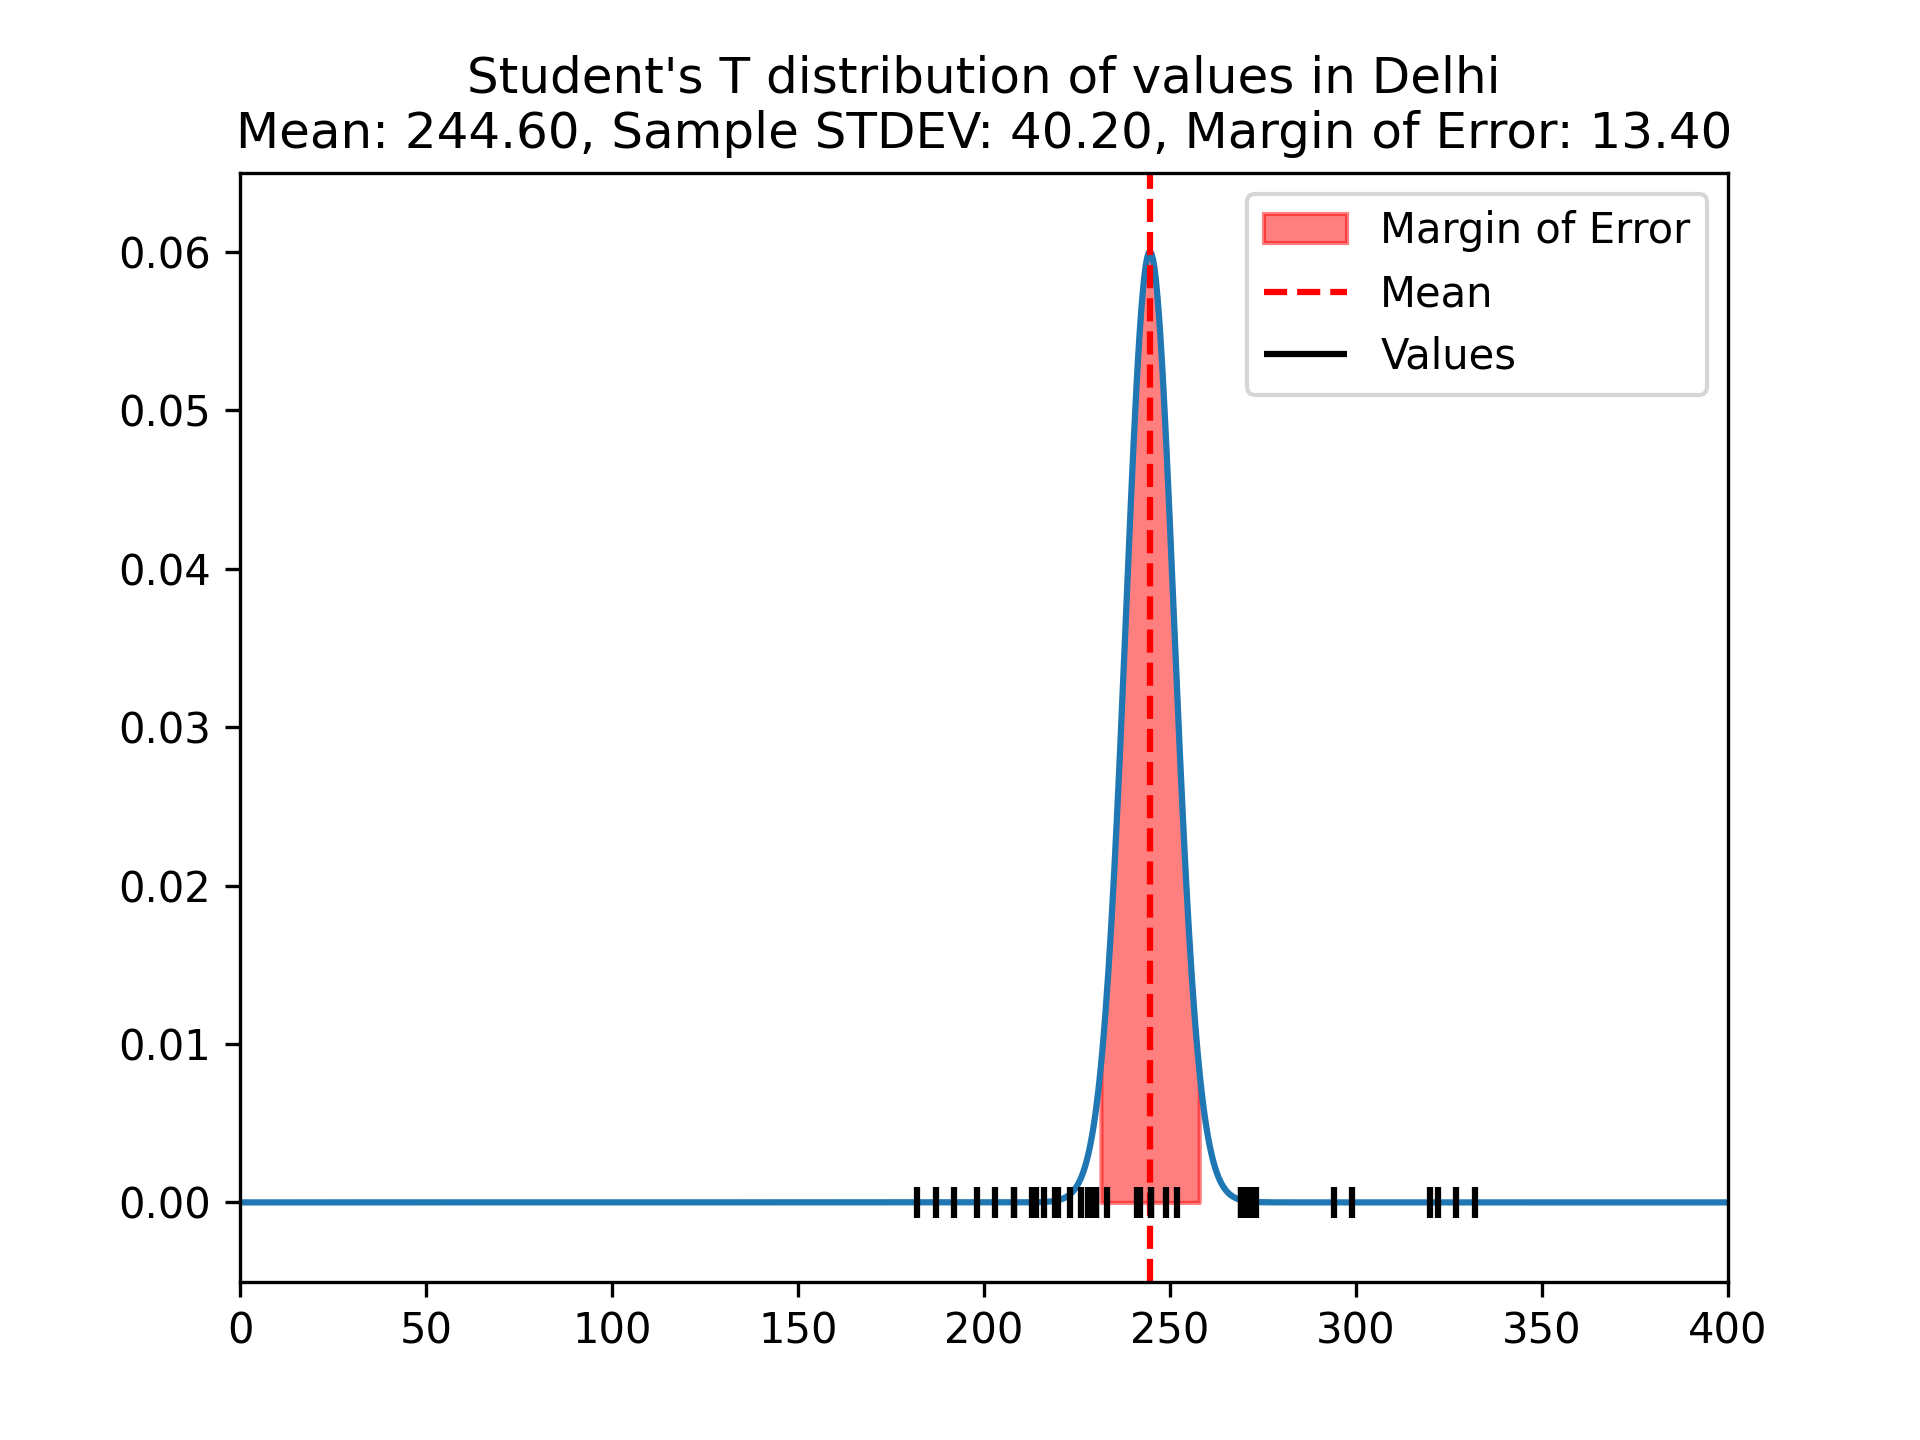 Student's T distribution of values in Delhi
Mean: 244.60, Sample STDEV: 40.20, Margin of Error: 13.40
Margin of Error
Mean
Values
0.06
0.05
0.04
0.03
0.02
0.01
0.00
0 50 100 150 200 250 300 350 400